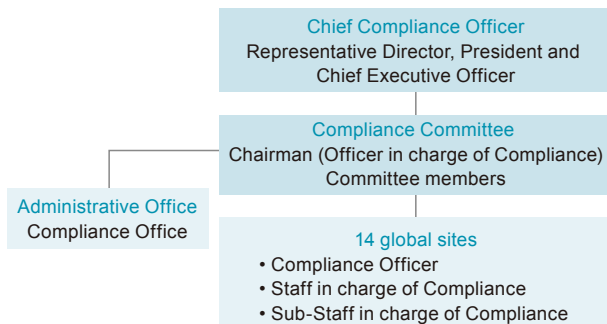 Chief Compliance Officer
Representative Director, President and
Chief Executive Officer
Compliance Committee
Chairman (Officer in charge of Compliance)
Committee members
Administrative Office
Compliance Office
14 global sites
• Compliance Officer
• Staff in charge of Compliance
• Sub-Staff in charge of Compliance